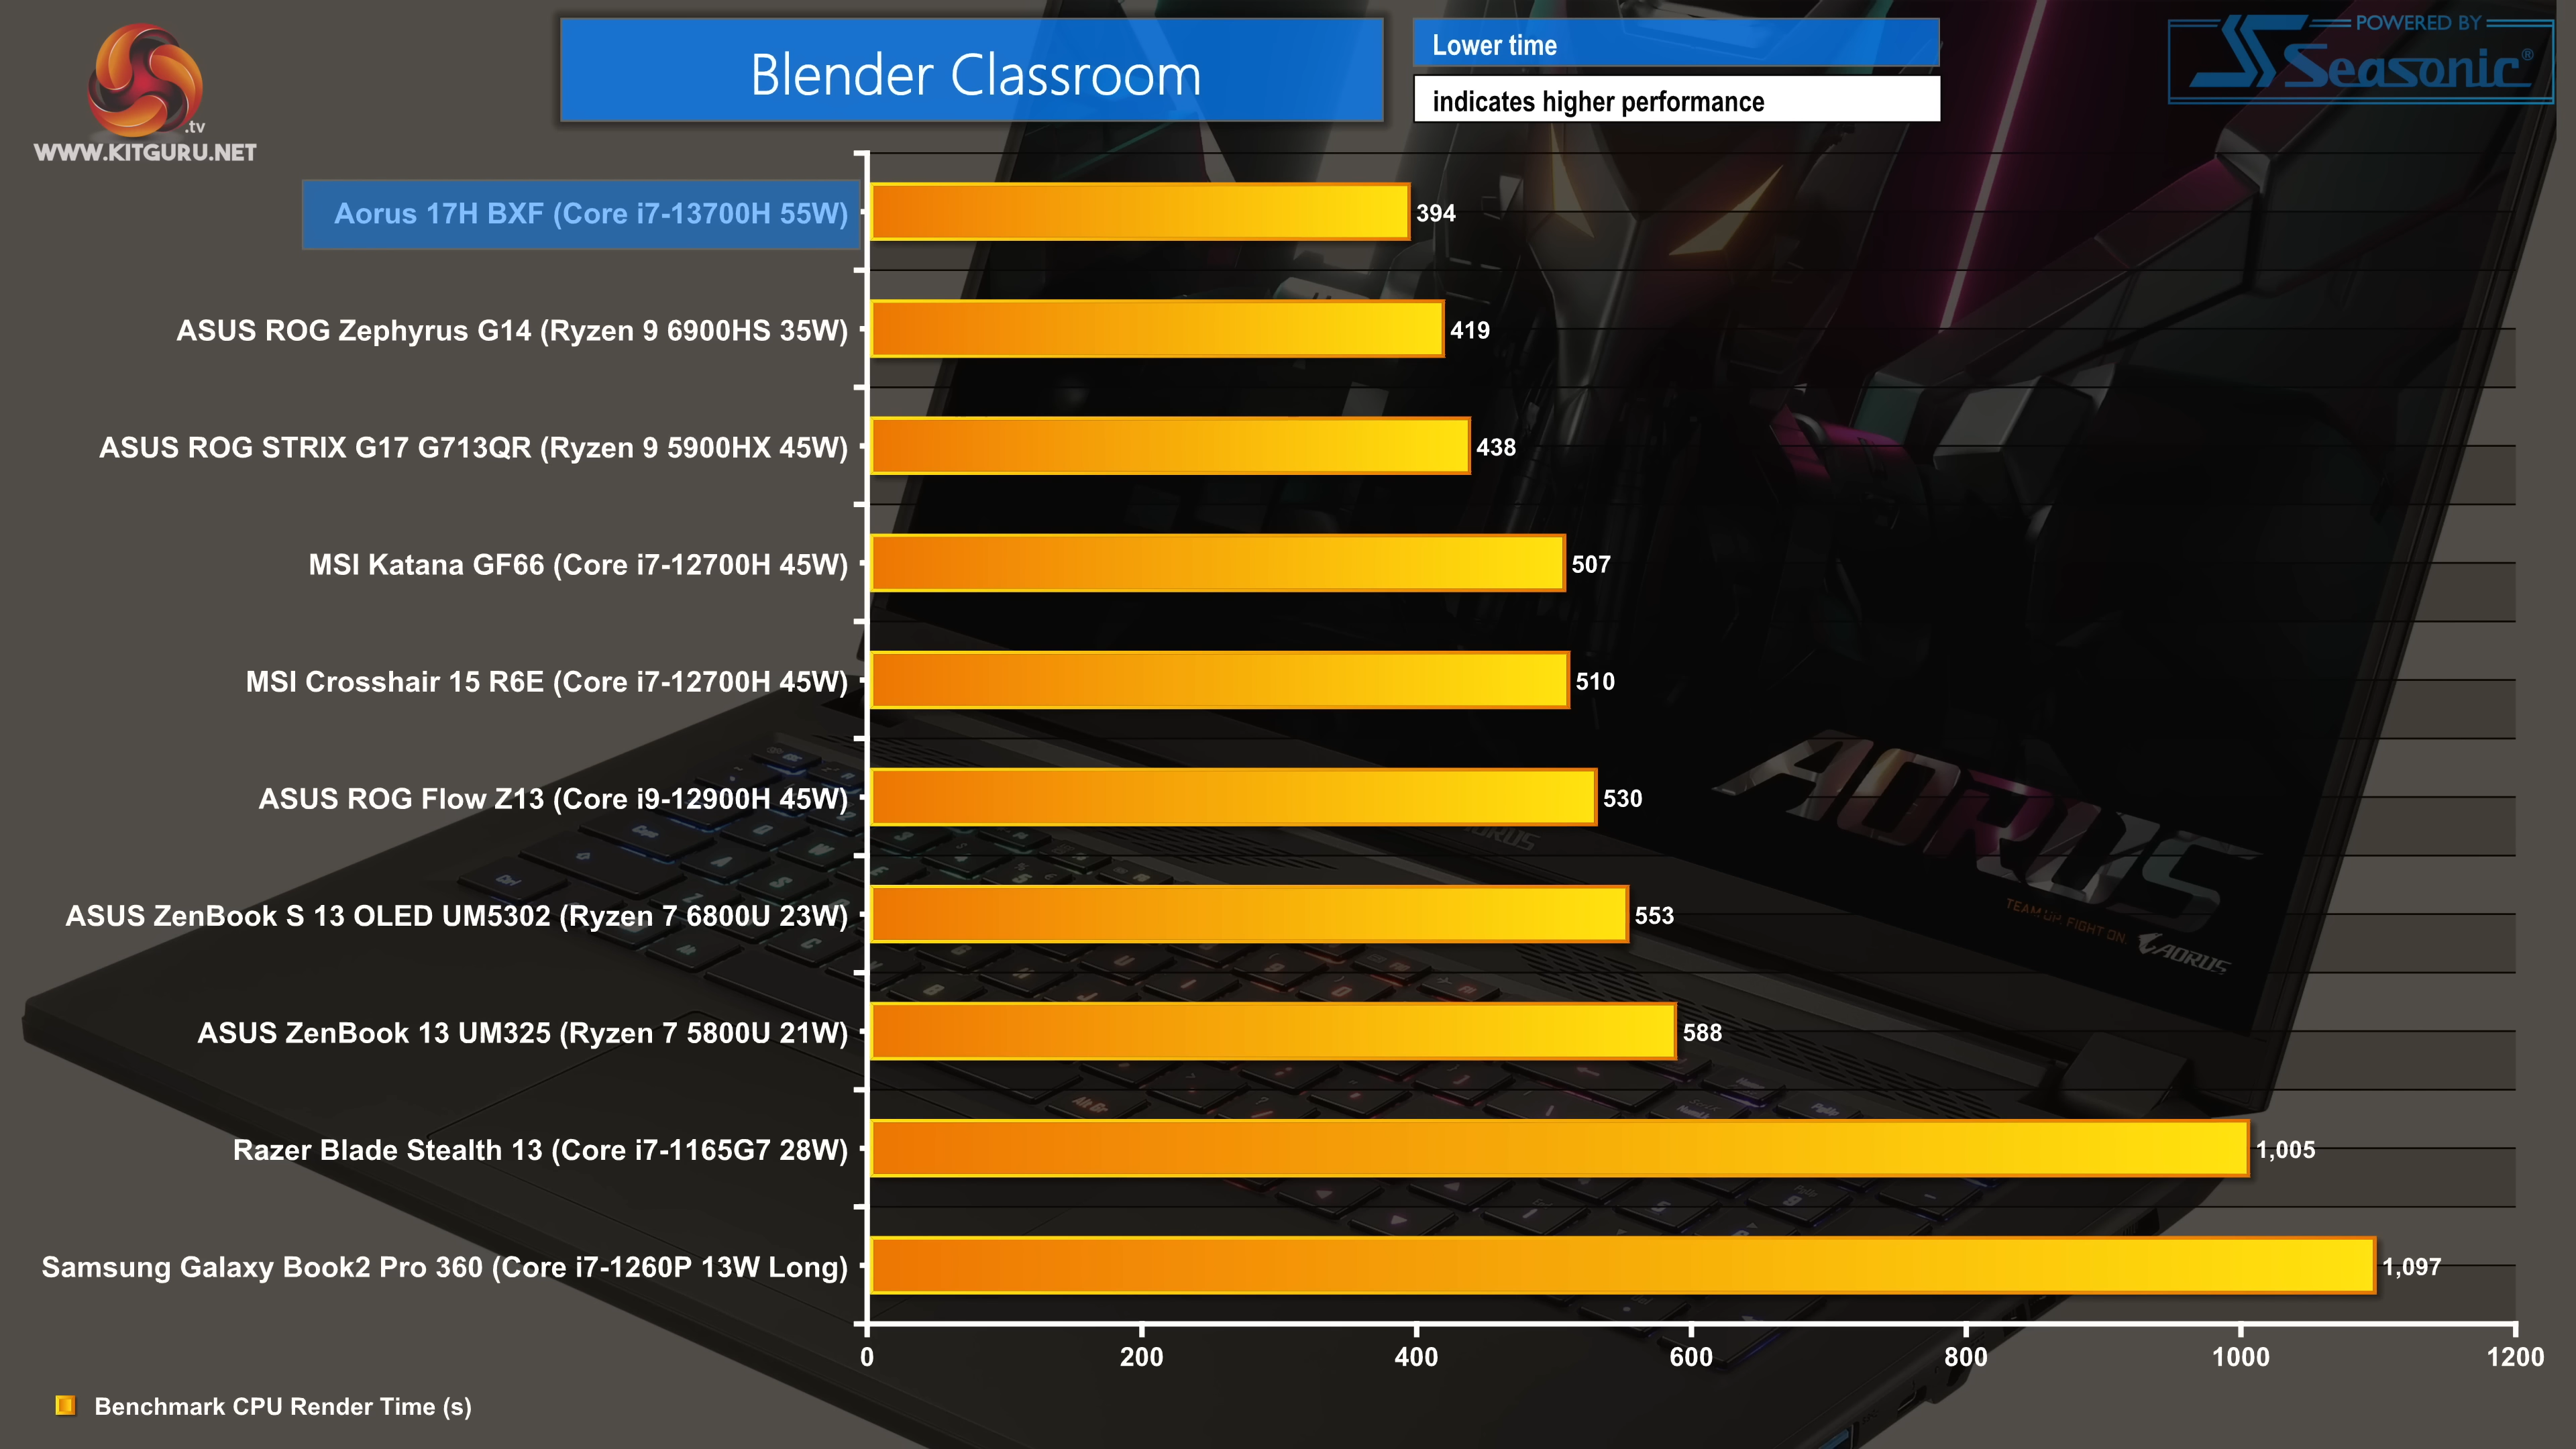 .tv
WWW.KITGURU.NET
Blender Classroom
Lower time
indicates higher performance
POWERED BY
Seasonic®
Aorus 17H BXF (Core i7-13700H 55W)
394
ASUS ROG Zephyrus G14 (Ryzen 9 6900HS 35W)
419
ASUS ROG STRIX G17 G713QR (Ryzen 9 5900HX 45W)
438
MSI Katana GF66 (Core i7-12700H 45W)
507
MSI Crosshair 15 R6E (Core i7-12700H 45W)
510
ASUS ROG Flow Z13 (Core i9-12900H 45W)
530
ASUS ZenBook S 13 OLED UM5302 (Ryzen 7 6800U 23W)
553
ASUS ZenBook 13 UM325 (Ryzen 7 5800U 21W)
588
Razer Blade Stealth 13 (Core i7-1165G7 28W)
1,005
Samsung Galaxy Book2 Pro 360 (Core i7-1260P 13W Long)
1,097
0 200 400 600 800 1000 1200
Benchmark CPU Render Time (s)
AORUS
TEAM UP. FIGHT ON.
AORUS
AORUS